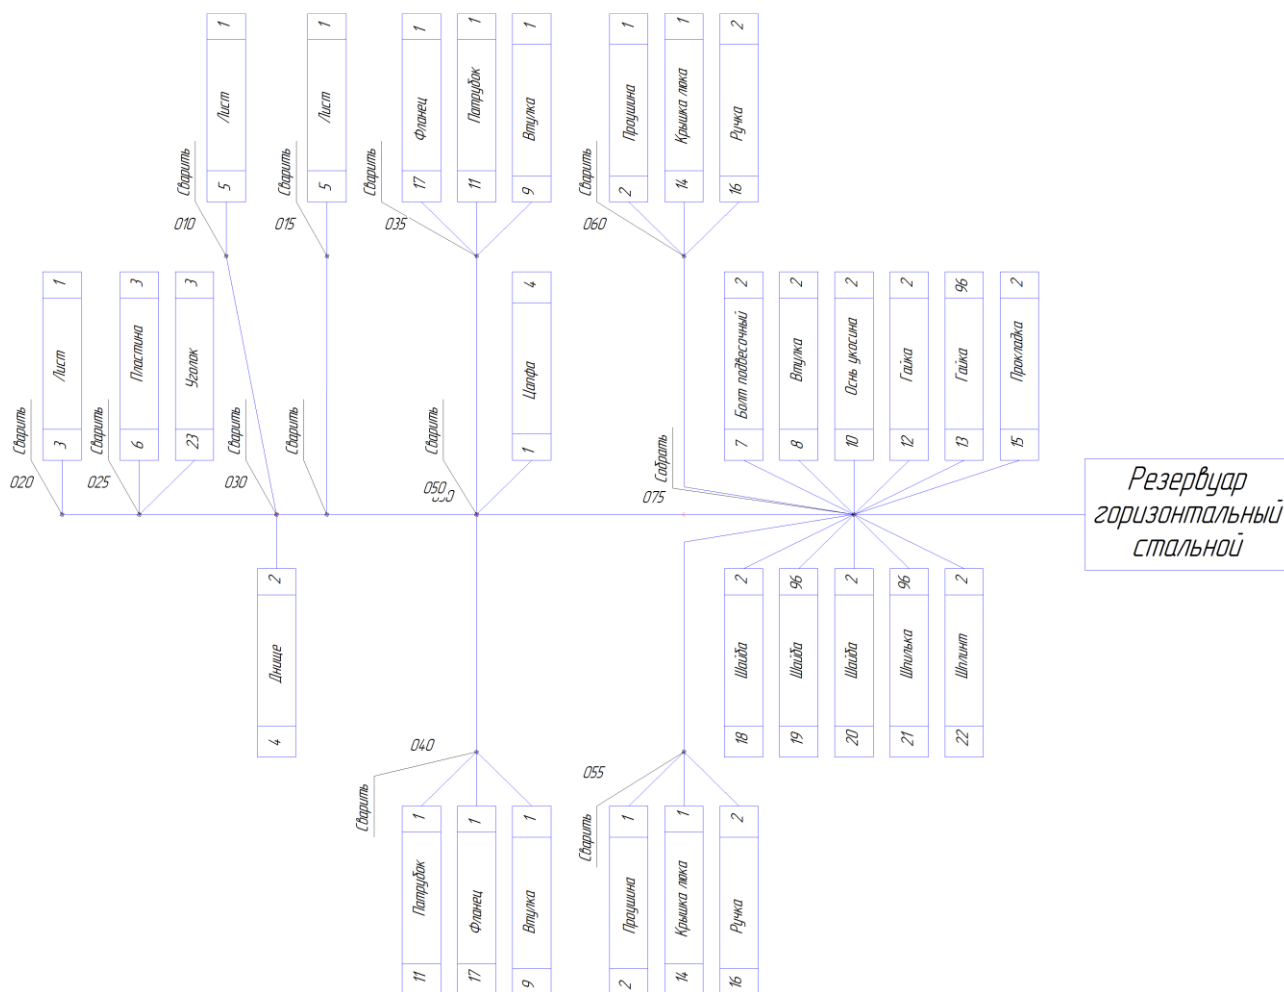 Сварить
010
5 Лист 1
Сварить
015
5 Лист 1
Сварить
035
17 Фланец 1
11 Патрубок 1
9 Втулка 1
Сварить
060
2 Проушина 1
14 Крышка люка 1
16 Ручка 2
Сварить
020
3 Лист 1
Сварить
025
6 Пластина 3
23 Уголок 3
Сварить
030
Сварить
Сварить
050
1 Цапфа 4
Собрать
075
7 Болт подвесочный 2
8 Втулка 2
10 Оснь укосина 2
12 Гайка 2
13 Гайка 96
15 Прокладка 2
Резервуар
горизонтальный
стальной
4 Днище 2
18 Шайба 2
19 Шайба 96
20 Шайба 2
21 Шпилька 96
22 Шплинт 2
Сварить
040
11 Патрубок 1
17 Фланец 1
9 Втулка 1
Сварить
055
2 Проушина 1
14 Крышка люка 1
16 Ручка 2